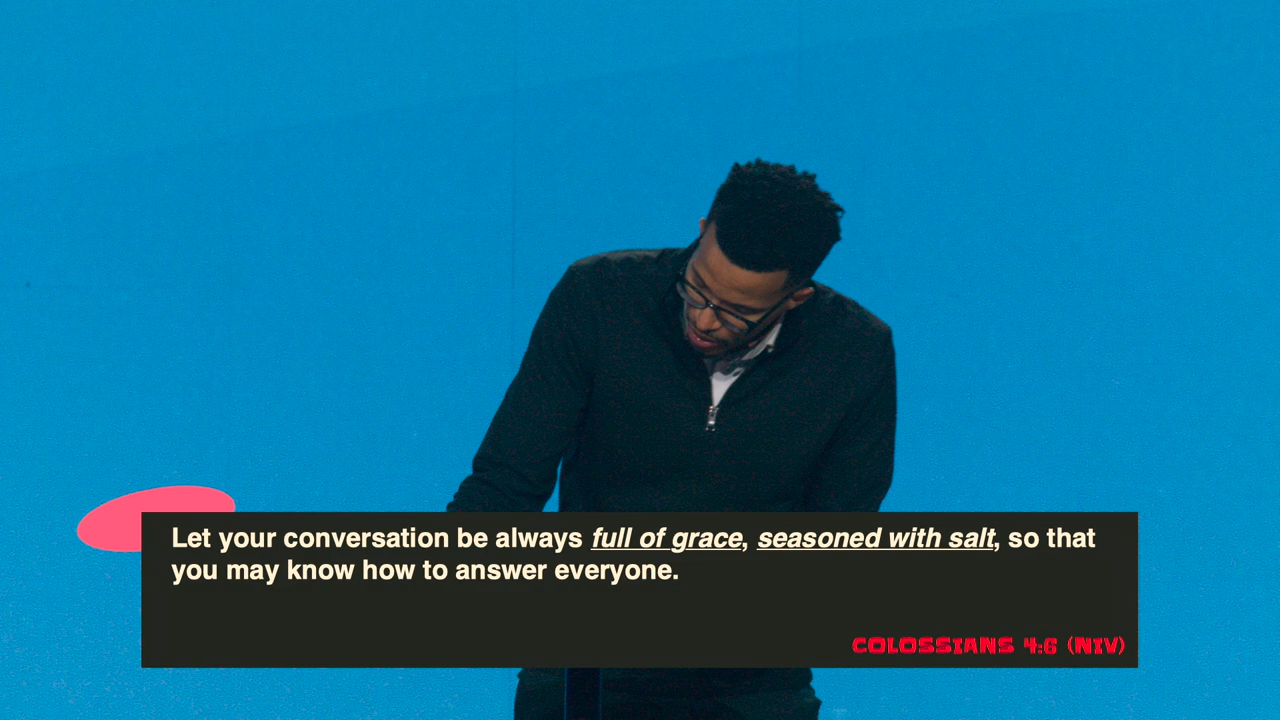 Let your conversation be always full of grace, seasoned with salt, so that
you may know how to answer everyone.
COLOSSIANS 4:6 (NIV)